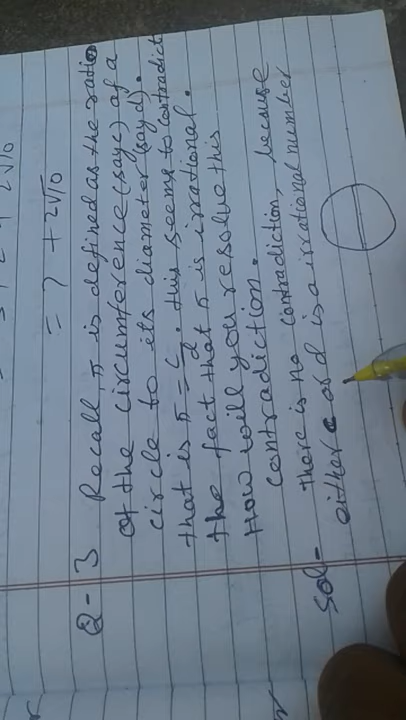 = 7 + 2√10
Q-3 Recall, π is defined as the ratio
of the circumference (say c) of a
circle to its diameter (say d).
that is π = c/d. this seems to contradict
the fact that π is irrational.
How will you resolve this
contradiction.
Sol- there is no contradiction, because
either c or d is a irrational number